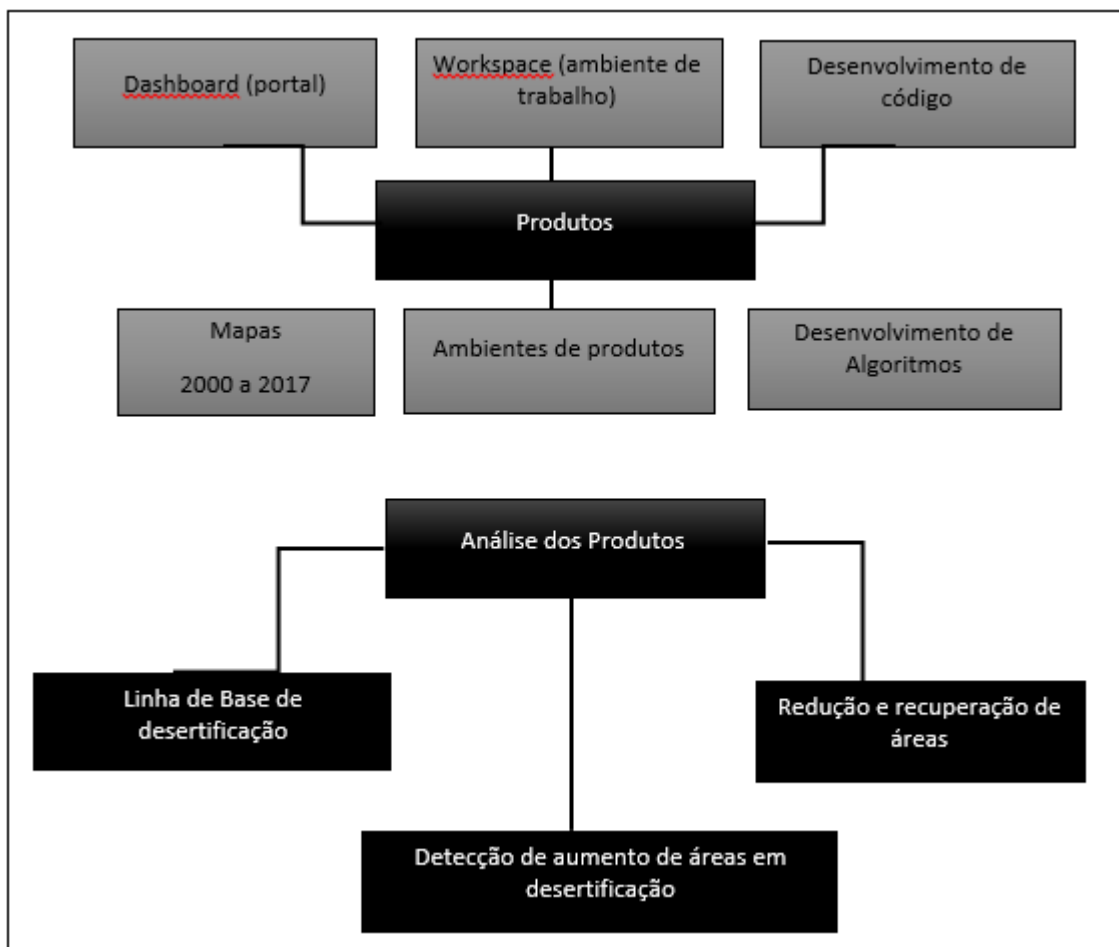 Dashboard (portal)
Workspace (ambiente de
trabalho)
Desenvolvimento de
código
Produtos
Mapas
2000 a 2017
Ambientes de produtos
Desenvolvimento de
Algoritmos
Análise dos Produtos
Linha de Base de
desertificação
Redução e recuperação de
áreas
Detecção de aumento de áreas em
desertificação